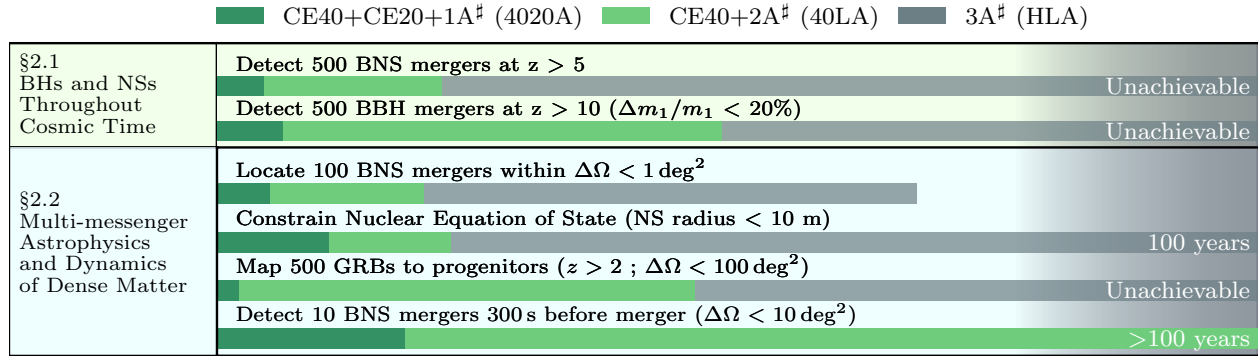 CE40+CE20+1A♯ (4020A) CE40+2A♯ (40LA) 3A♯ (HLA)
§2.1
BHs and NSs
Throughout
Cosmic Time
Detect 500 BNS mergers at z > 5
Unachievable
Detect 500 BBH mergers at z > 10 (Δm₁/m₁ < 20%)
Unachievable
§2.2
Multi-messenger
Astrophysics
and Dynamics
of Dense Matter
Locate 100 BNS mergers within ΔΩ < 1 deg²
Constrain Nuclear Equation of State (NS radius < 10 m)
100 years
Map 500 GRBs to progenitors (z > 2 ; ΔΩ < 100 deg²)
Unachievable
Detect 10 BNS mergers 300 s before merger (ΔΩ < 10 deg²)
>100 years